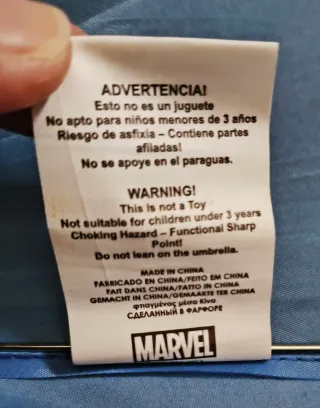 ADVERTENCIA!
Esto no es un juguete
No apto para niños menores de 3 años
Riesgo de asfixia – Contiene partes
afiladas!
No se apoye en el paraguas.
WARNING!
This is not a Toy
Not suitable for children under 3 years
Choking Hazard – Functional Sharp
Point!
Do not lean on the umbrella.
MADE IN CHINA
FABRICADO EN CHINA/FEITO EM CHINA
FAIT DANS CHINA/FATTO IN CHINA
GEMACHT IN CHINA/GEMAAKTE TER CHINA
φτιαγμένος μέσα Κίνα
СДЕЛАННЫЙ В ФАРФОРЕ
MARVEL